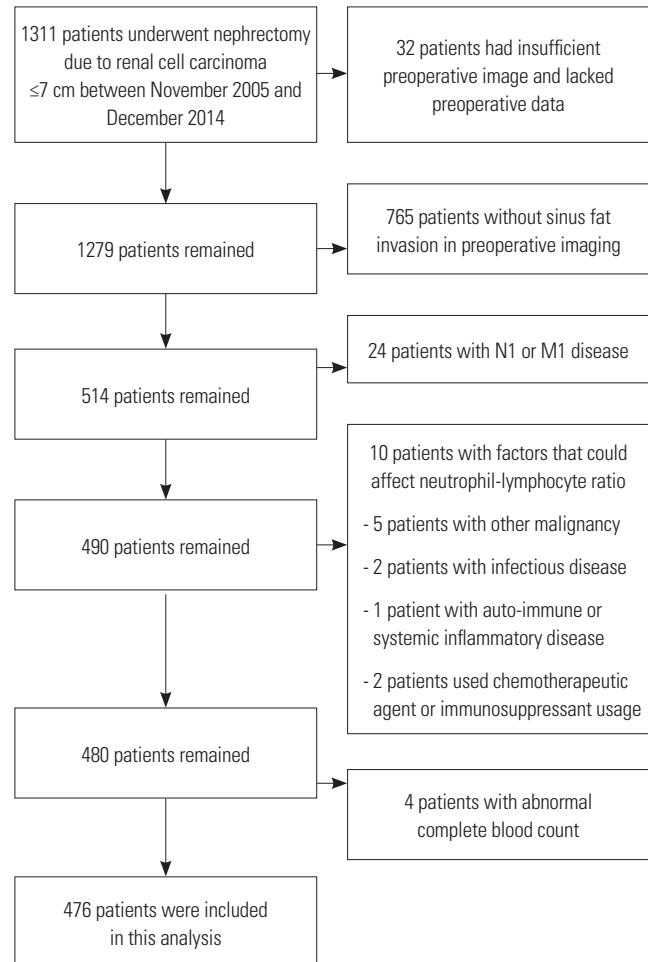 1311 patients underwent nephrectomy
due to renal cell carcinoma
≤7 cm between November 2005 and
December 2014
32 patients had insufficient
preoperative image and lacked
preoperative data
1279 patients remained
765 patients without sinus fat
invasion in preoperative imaging
514 patients remained
24 patients with N1 or M1 disease
490 patients remained
10 patients with factors that could
affect neutrophil-lymphocyte ratio
- 5 patients with other malignancy
- 2 patients with infectious disease
- 1 patient with auto-immune or
systemic inflammatory disease
- 2 patients used chemotherapeutic
agent or immunosuppressant usage
480 patients remained
4 patients with abnormal
complete blood count
476 patients were included
in this analysis